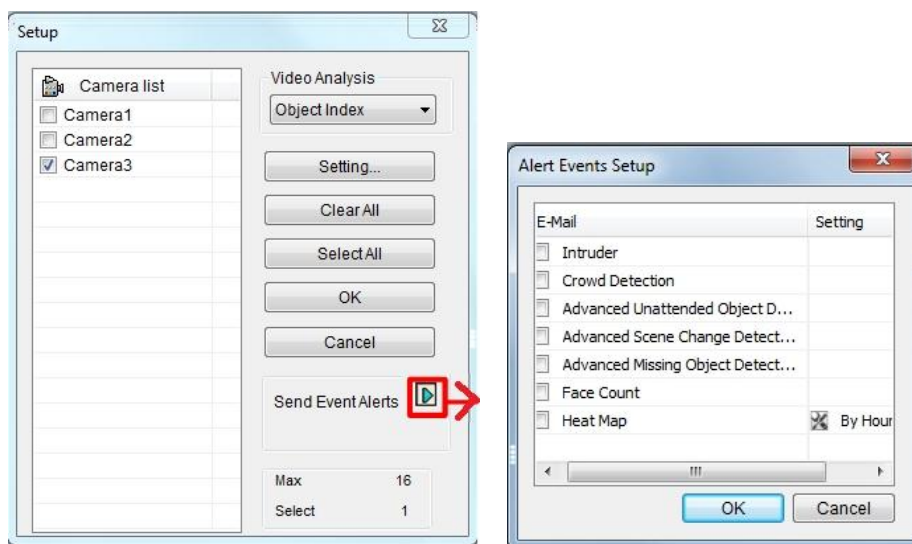 Setup
Camera list
Camera1
Camera2
Camera3
Video Analysis
Object Index
Setting...
Clear All
Select All
OK
Cancel
Send Event Alerts
Max 16
Select 1
Alert Events Setup
E-Mail Setting
Intruder
Crowd Detection
Advanced Unattended Object D...
Advanced Scene Change Detect...
Advanced Missing Object Detect...
Face Count
Heat Map By Hour
OK Cancel